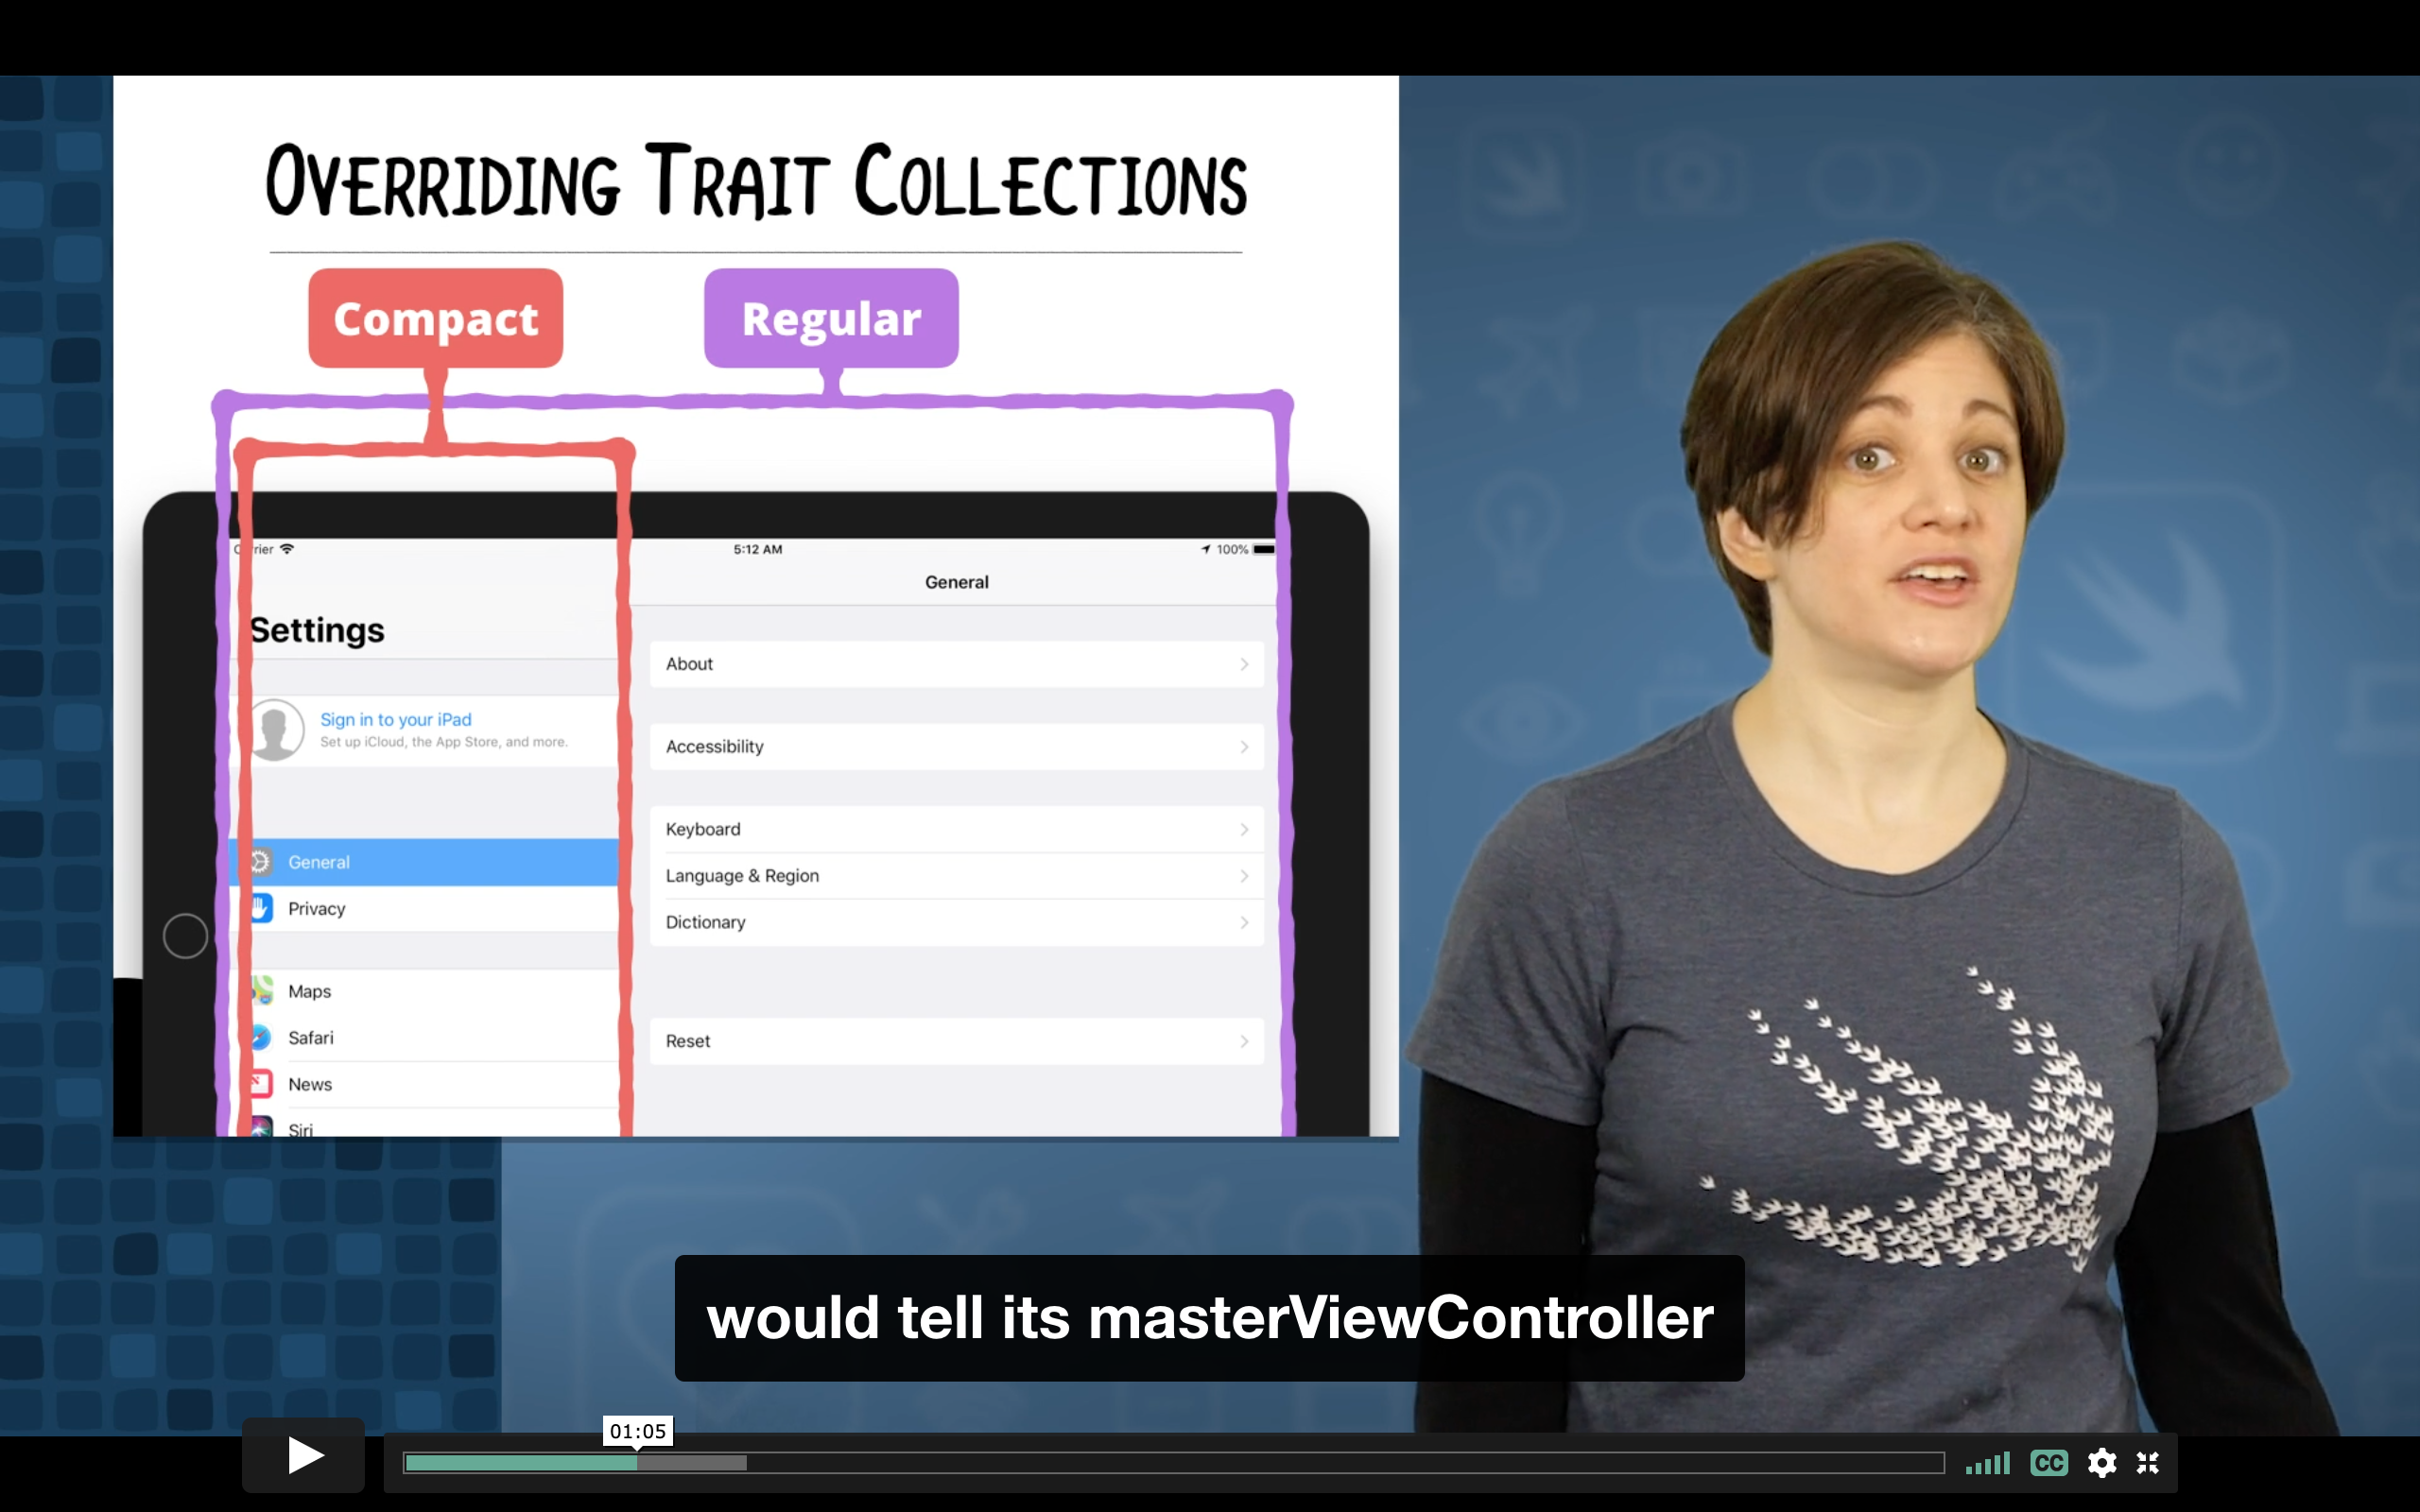 OVERRIDING TRAIT COLLECTIONS
Compact
Regular
5:12 AM
100%
General
Settings
About
Sign in to your iPad
Set up iCloud, the App Store, and more.
Accessibility
Keyboard
General
Language & Region
Privacy
Dictionary
Maps
Safari
Reset
News
Siri
would tell its masterViewController
01:05
CC